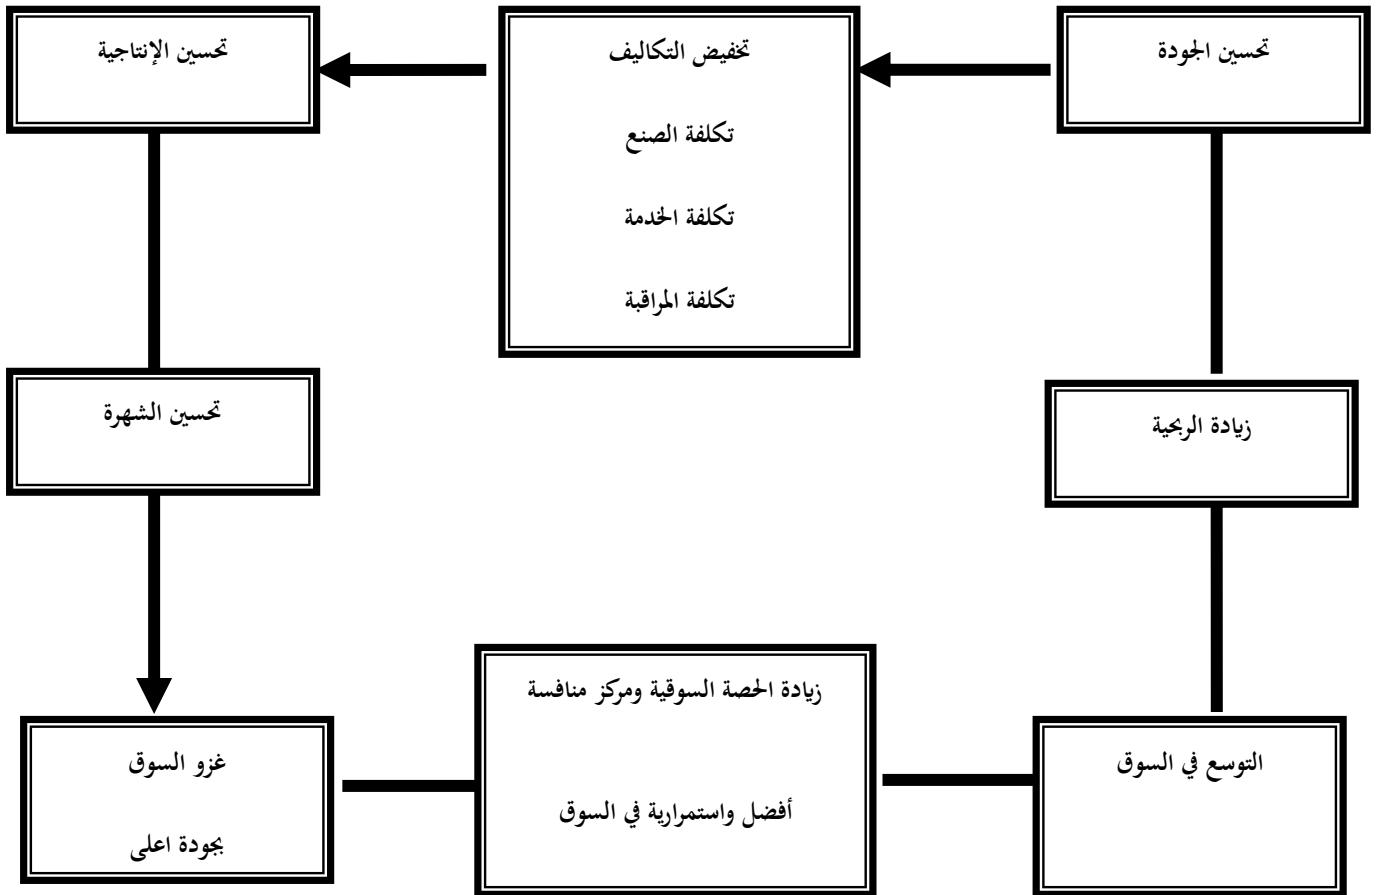 تحسين الجودة
تخفيض التكاليف
تكلفة الصنع
تكلفة الخدمة
تكلفة المراقبة
تحسين الإنتاجية
تحسين الشهرة
غزو السوق
بجودة اعلى
زيادة الحصة السوقية ومركز منافسة
أفضل واستمرارية في السوق
التوسع في السوق
زيادة الربحية